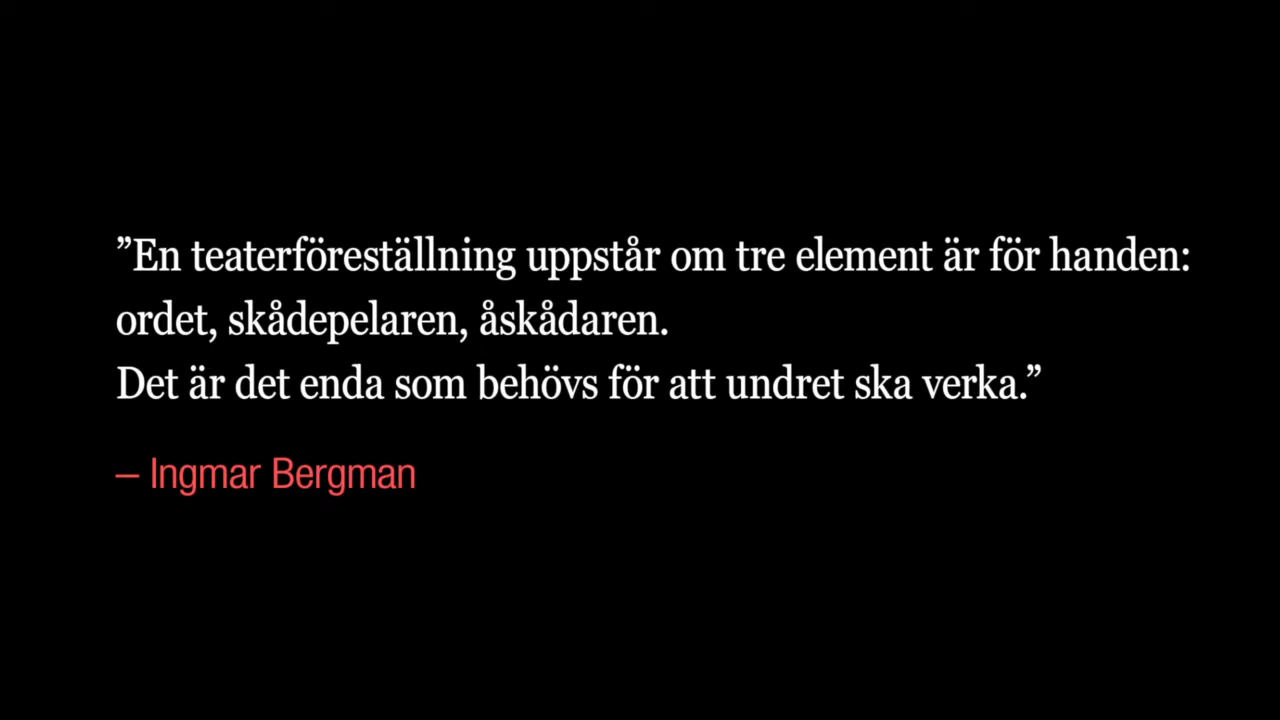 ”En teaterföreställning uppstår om tre element är för handen:
ordet, skådepelaren, åskådaren.
Det är det enda som behövs för att undret ska verka.”
– Ingmar Bergman